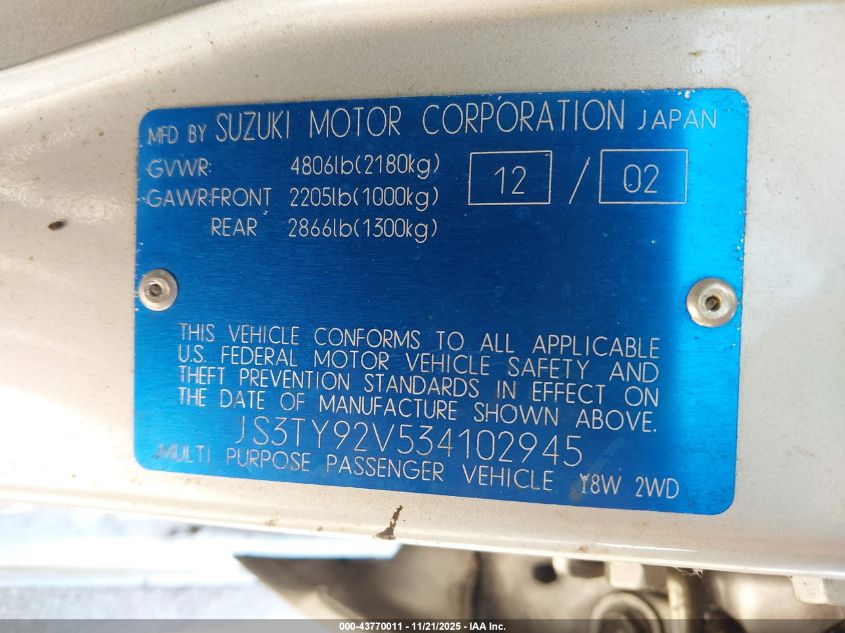 MFD BY SUZUKI MOTOR CORPORATION JAPAN
GVWR: 4806lb(2180kg) 12 / 02
GAWR:FRONT 2205lb(1000kg)
REAR 2866lb(1300kg)
THIS VEHICLE CONFORMS TO ALL APPLICABLE
U.S. FEDERAL MOTOR VEHICLE SAFETY AND
THEFT PREVENTION STANDARDS IN EFFECT ON
THE DATE OF MANUFACTURE SHOWN ABOVE.
JS3TY92V534102945
MULTI PURPOSE PASSENGER VEHICLE Y8W 2WD
000-43770011 - 11/21/2025 - IAA Inc.